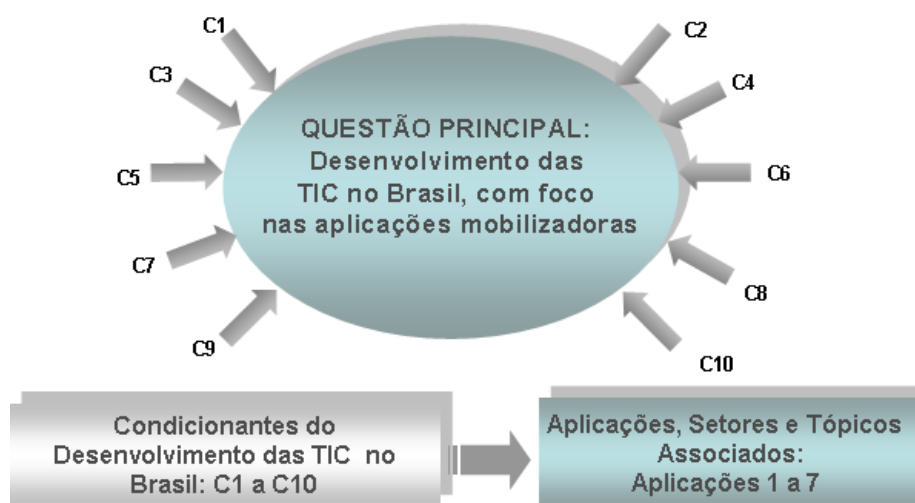 C1
C2
C3
C4
QUESTÃO PRINCIPAL:
Desenvolvimento das
TIC no Brasil, com foco
nas aplicações mobilizadoras
C5
C6
C7
C8
C9
C10
Condicionantes do
Desenvolvimento das TIC no
Brasil: C1 a C10
Aplicações, Setores e Tópicos
Associados:
Aplicações 1 a 7